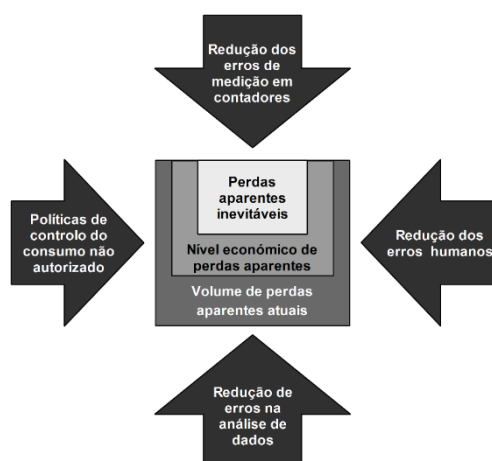 Redução dos
erros de
medição em
contadores
Políticas de
controlo do
consumo não
autorizado
Perdas
aparentes
inevitáveis
Nível económico de
perdas aparentes
Volume de perdas
aparentes atuais
Redução dos
erros humanos
Redução de
erros na
análise de
dados